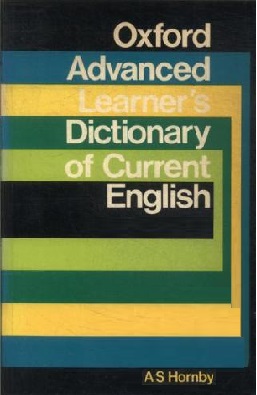 Oxford
Advanced
Learner's
Dictionary
of Current
English
A S Hornby